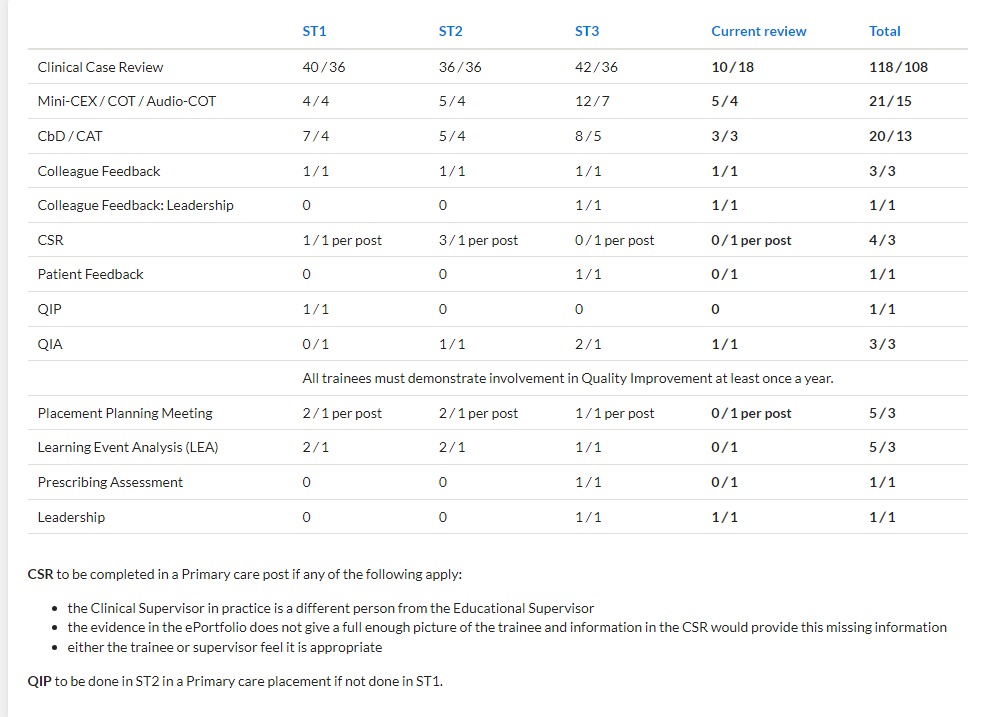 ST1 ST2 ST3 Current review Total
Clinical Case Review 40/36 36/36 42/36 10/18 118/108
Mini-CEX/COT/Audio-COT 4/4 5/4 12/7 5/4 21/15
CbD/CAT 7/4 5/4 8/5 3/3 20/13
Colleague Feedback 1/1 1/1 1/1 1/1 3/3
Colleague Feedback: Leadership 0 0 1/1 1/1 1/1
CSR 1/1 per post 3/1 per post 0/1 per post 0/1 per post 4/3
Patient Feedback 0 0 1/1 0/1 1/1
QIP 1/1 0 0 0 1/1
QIA 0/1 1/1 2/1 1/1 3/3
All trainees must demonstrate involvement in Quality Improvement at least once a year.
Placement Planning Meeting 2/1 per post 2/1 per post 1/1 per post 0/1 per post 5/3
Learning Event Analysis (LEA) 2/1 2/1 1/1 0/1 5/3
Prescribing Assessment 0 0 1/1 0/1 1/1
Leadership 0 0 1/1 1/1 1/1
CSR to be completed in a Primary care post if any of the following apply:
• the Clinical Supervisor in practice is a different person from the Educational Supervisor
• the evidence in the ePortfolio does not give a full enough picture of the trainee and information in the CSR would provide this missing information
• either the trainee or supervisor feel it is appropriate
QIP to be done in ST2 in a Primary care placement if not done in ST1.